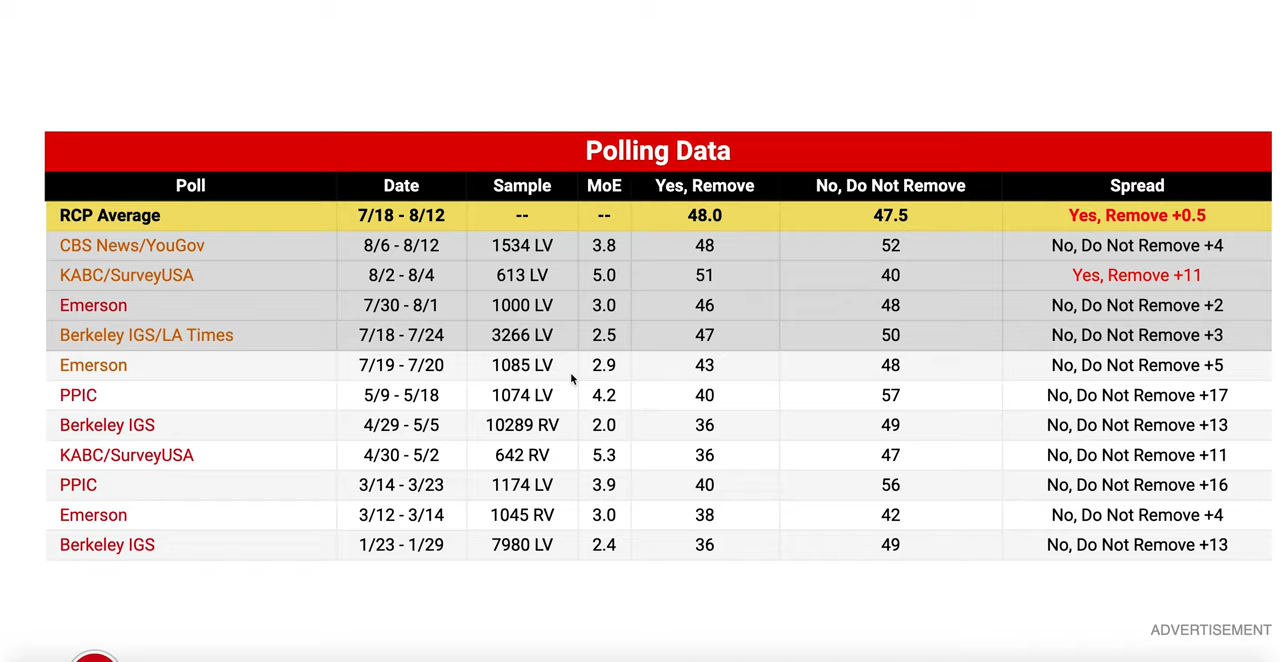 Polling Data
Poll Date Sample MoE Yes, Remove No, Do Not Remove Spread
RCP Average 7/18 - 8/12 -- -- 48.0 47.5 Yes, Remove +0.5
CBS News/YouGov 8/6 - 8/12 1534 LV 3.8 48 52 No, Do Not Remove +4
KABC/SurveyUSA 8/2 - 8/4 613 LV 5.0 51 40 Yes, Remove +11
Emerson 7/30 - 8/1 1000 LV 3.0 46 48 No, Do Not Remove +2
Berkeley IGS/LA Times 7/18 - 7/24 3266 LV 2.5 47 50 No, Do Not Remove +3
Emerson 7/19 - 7/20 1085 LV 2.9 43 48 No, Do Not Remove +5
PPIC 5/9 - 5/18 1074 LV 4.2 40 57 No, Do Not Remove +17
Berkeley IGS 4/29 - 5/5 10289 RV 2.0 36 49 No, Do Not Remove +13
KABC/SurveyUSA 4/30 - 5/2 642 RV 5.3 36 47 No, Do Not Remove +11
PPIC 3/14 - 3/23 1174 LV 3.9 40 56 No, Do Not Remove +16
Emerson 3/12 - 3/14 1045 RV 3.0 38 42 No, Do Not Remove +4
Berkeley IGS 1/23 - 1/29 7980 LV 2.4 36 49 No, Do Not Remove +13
ADVERTISEMENT